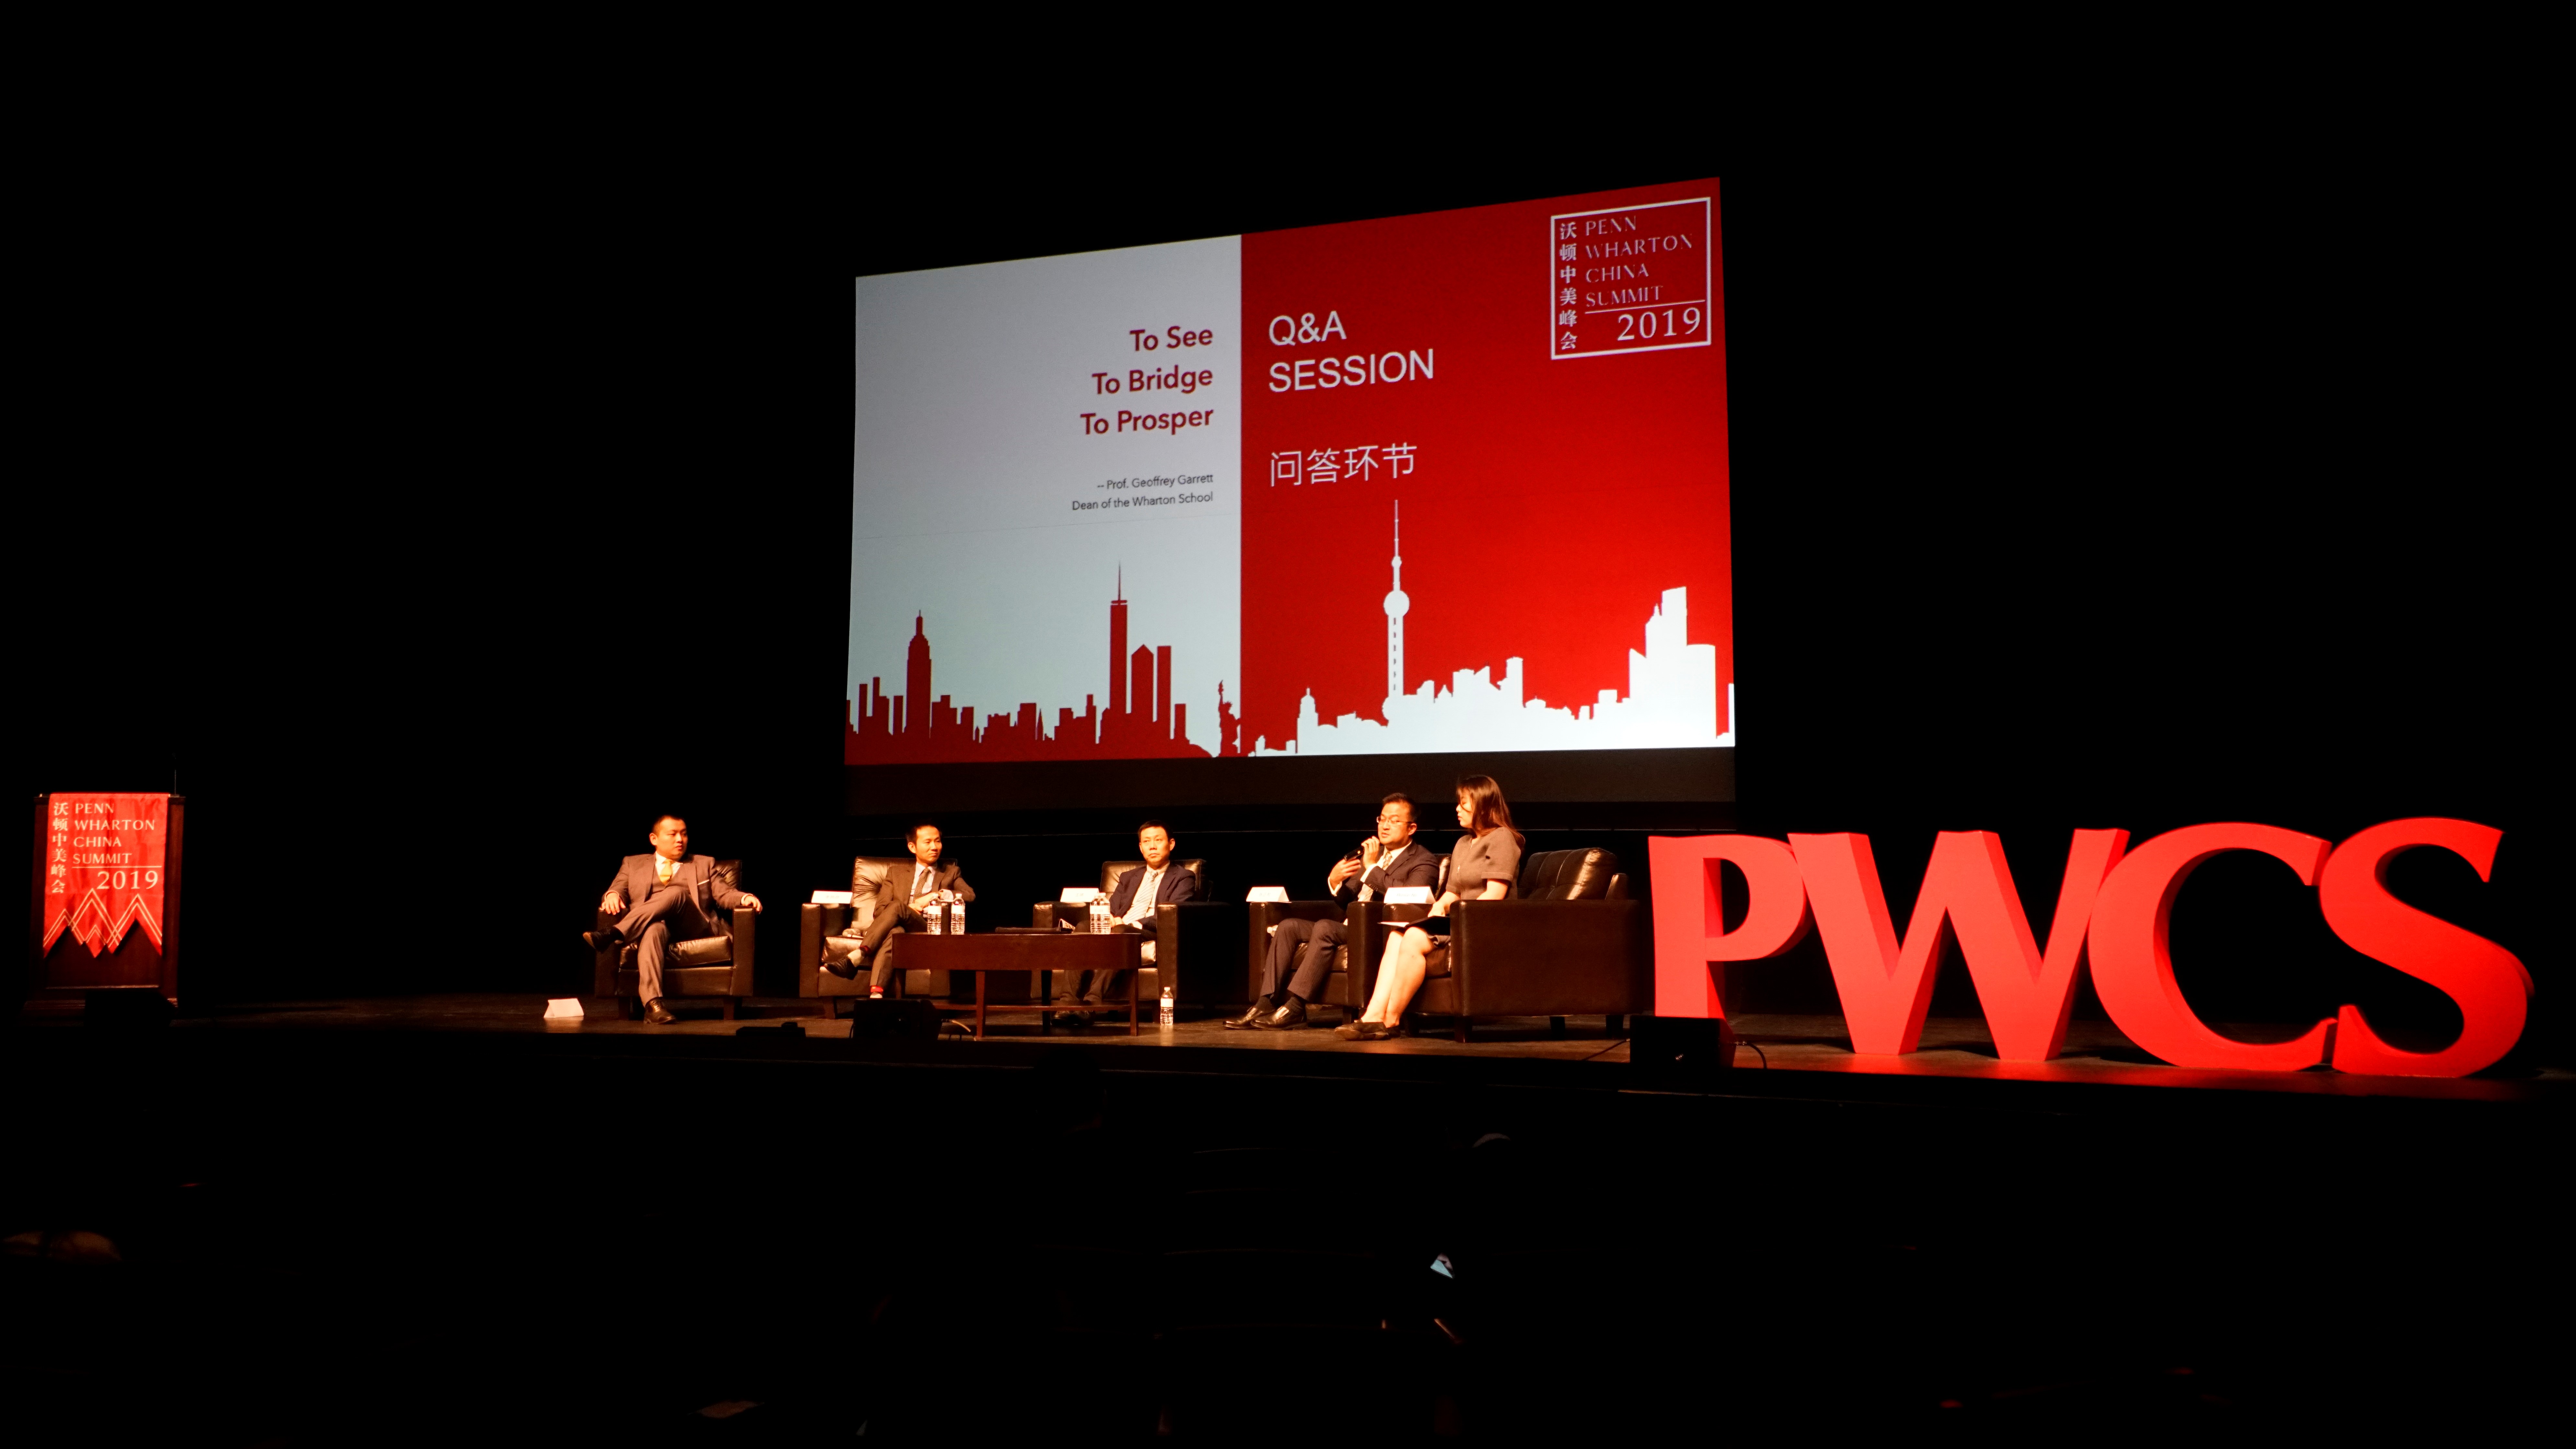 To See
To Bridge
To Prosper
– Prof. Geoffrey Garrett
Dean of the Wharton School
Q&A
SESSION
问答环节
沃顿中美峰会
PENN
WHARTON
CHINA
SUMMIT
2019
沃顿中美峰会
PENN
WHARTON
CHINA
SUMMIT
2019
PWCS